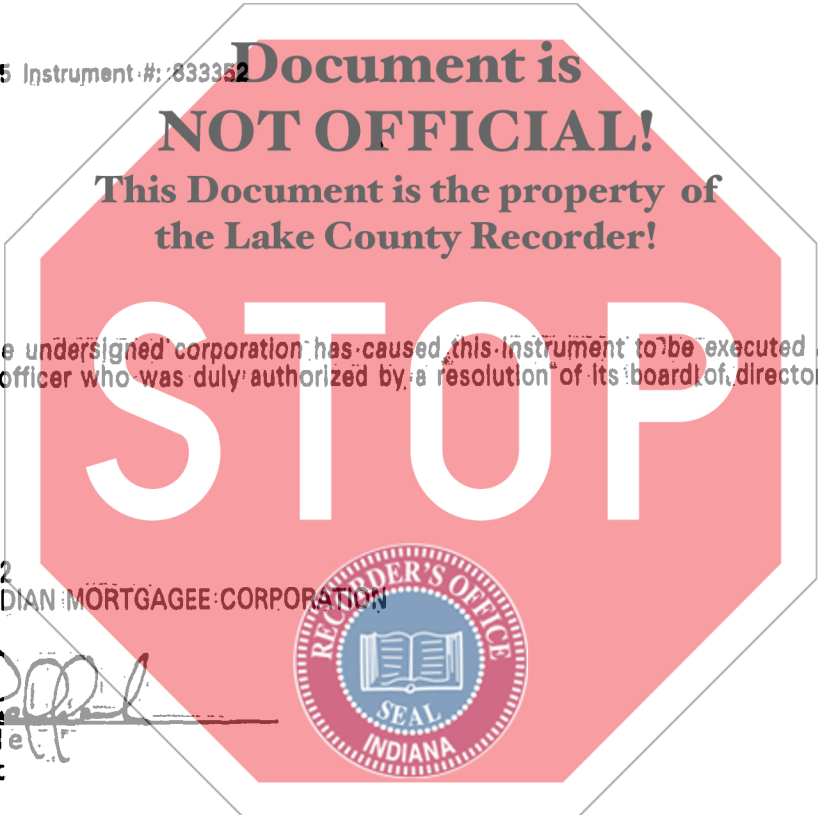 5 Instrument #: 833352
Document is
NOT OFFICIAL!
This Document is the property of
the Lake County Recorder!
STOP
e undersigned corporation has caused this instrument to be executed
officer who was duly authorized by a resolution of its board of director
2
DIAN MORTGAGEE CORPORATION
RECORDER'S OFFICE
SEAL
INDIANA
e
t